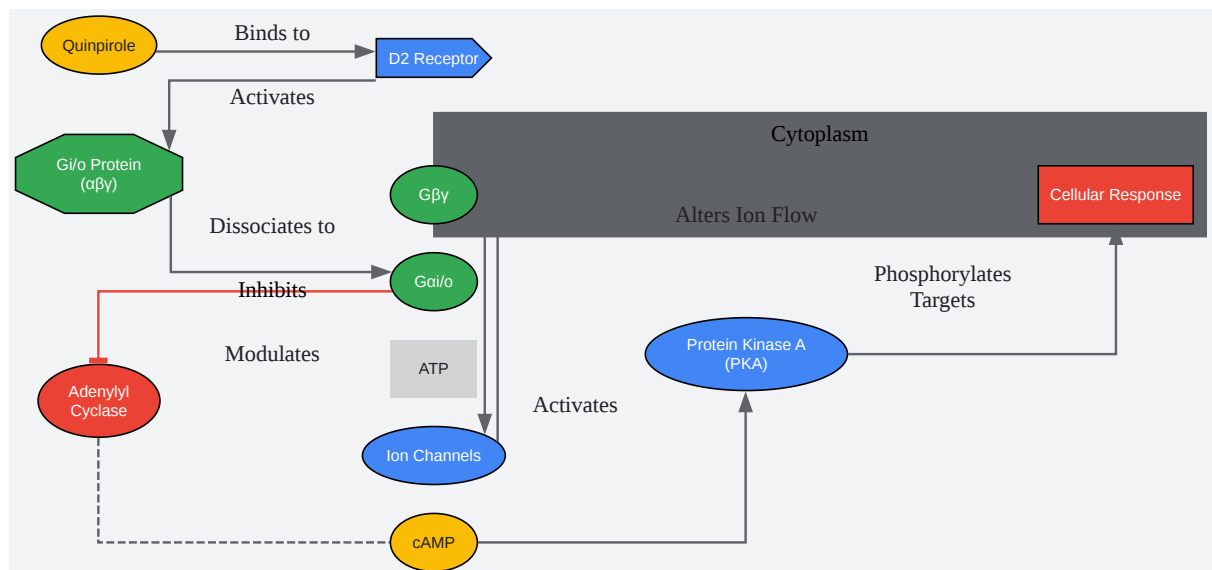 Binds to
Quinpirole
D2 Receptor
Activates
Cytoplasm
Gi/o Protein
(αβγ)
Gβγ
Cellular Response
Alters Ion Flow
Dissociates to
Gαi/o
Inhibits
Phosphorylates
Targets
Modulates
Protein Kinase A
(PKA)
ATP
Adenylyl
Cyclase
Activates
Ion Channels
cAMP